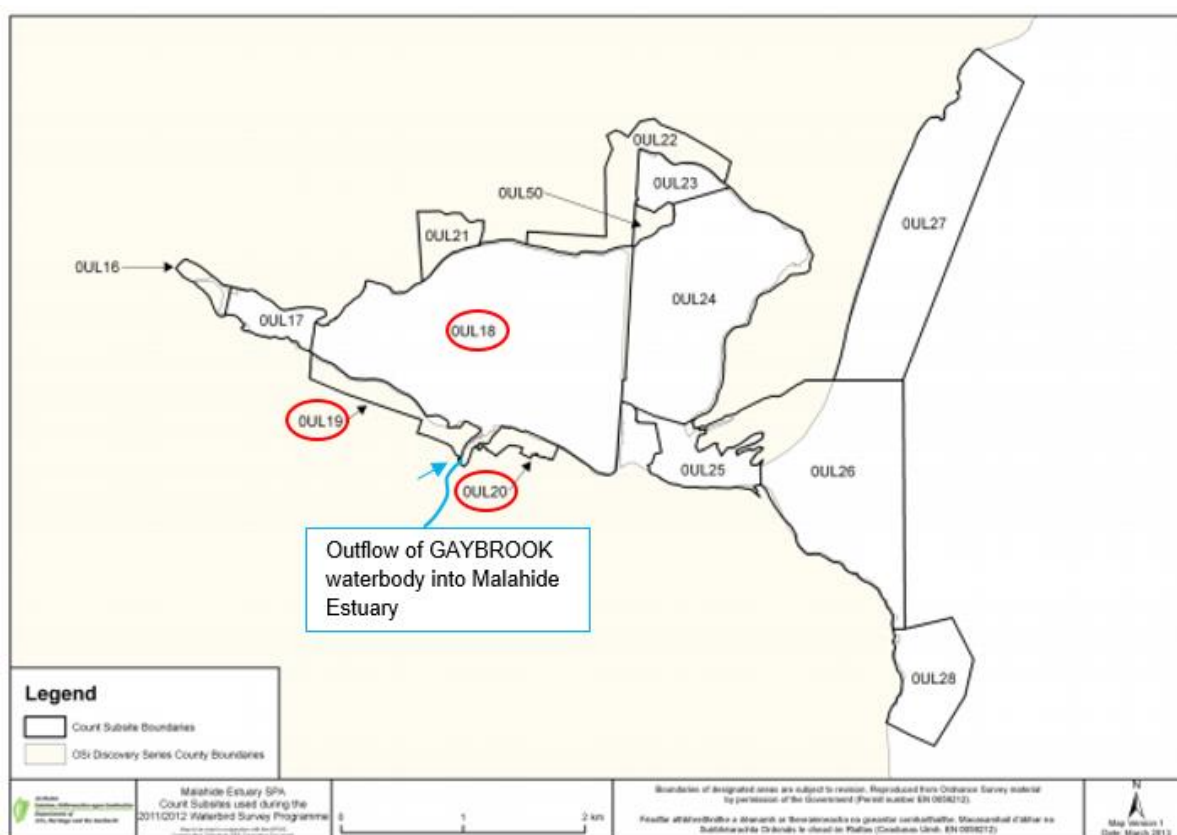 0UL22
0UL23
0UL50
0UL21
0UL27
0UL16
0UL17
0UL18
0UL24
0UL19
0UL25
0UL26
0UL20
Outflow of GAYBROOK
waterbody into Malahide
Estuary
0UL28
Legend
Count Subsite Boundaries
OSi Discovery Series County Boundaries
Malahide Estuary SPA
Count Subsites used during the
2011/2012 Waterbird Survey Programme
0 1 2 km
Boundaries of designated areas are subject to revision. Reproduced from Ordnance Survey material
by permission of the Government (Permit number EN 0059212).
N
Map Version 1
Date: March 2013